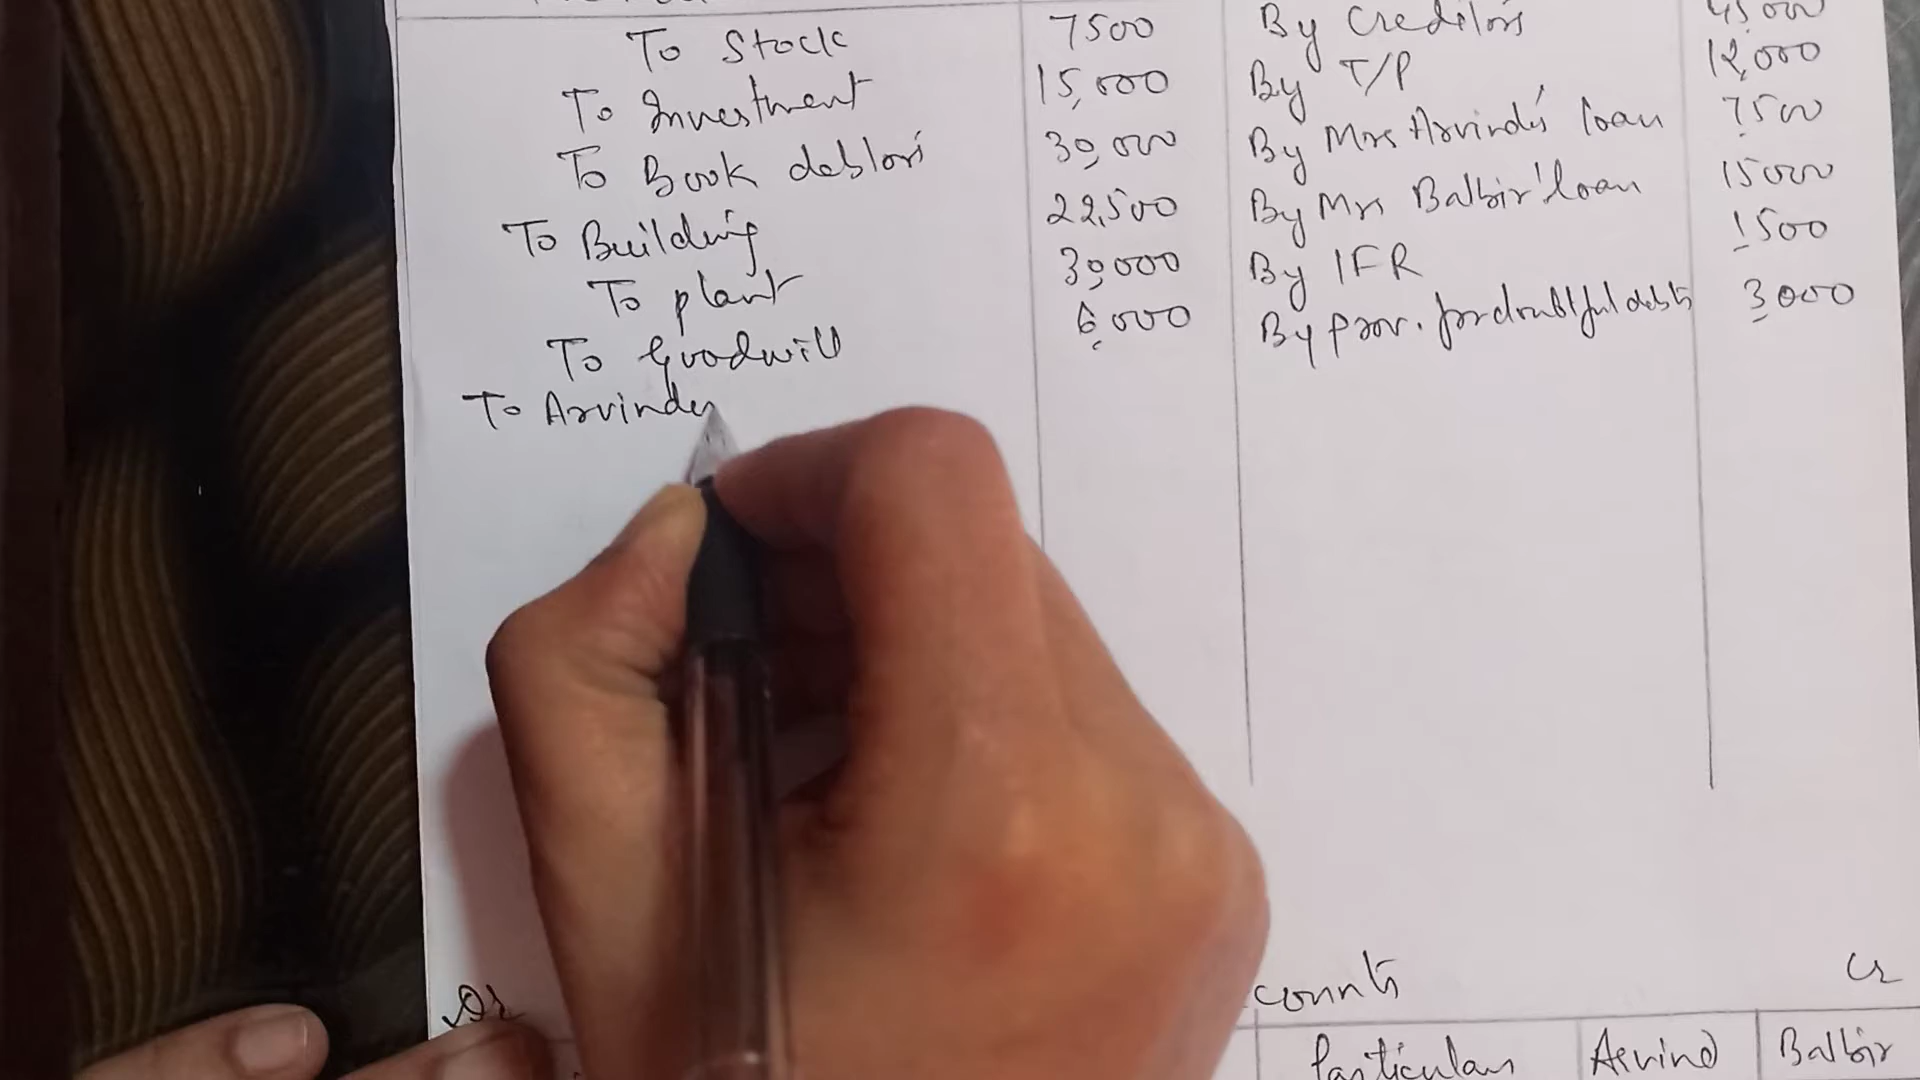 To Stock 7500 By Creditors 45,000
To Investment 15,000 By T/P 12,000
To Book debtors 30,000 By Mrs Arvind's loan 7500
To Building 22,500 By Mrs Balbir' loan 15000
To plant 30,000 By IFR 1500
To Goodwill 6,000 By prov. for doubtful debts 3000
To Arvinder
Dr counts Cr
Particulars Arvind Balbir